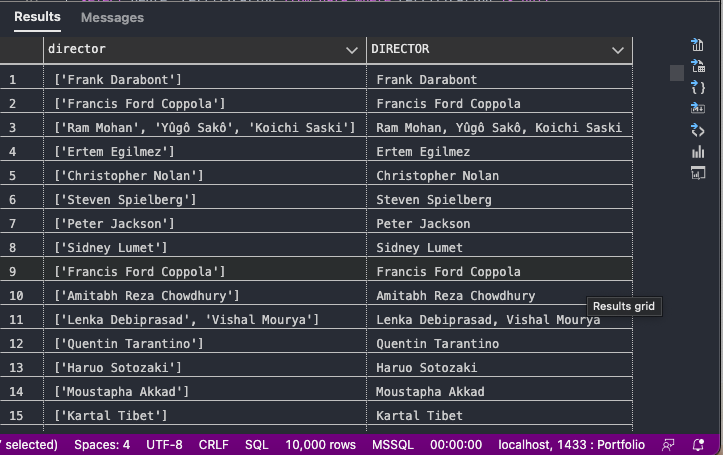 Results Messages
director DIRECTOR
1 ['Frank Darabont'] Frank Darabont
2 ['Francis Ford Coppola'] Francis Ford Coppola
3 ['Ram Mohan', 'Yûgô Sakô', 'Koichi Saski'] Ram Mohan, Yûgô Sakô, Koichi Saski
4 ['Ertem Egilmez'] Ertem Egilmez
5 ['Christopher Nolan'] Christopher Nolan
6 ['Steven Spielberg'] Steven Spielberg
7 ['Peter Jackson'] Peter Jackson
8 ['Sidney Lumet'] Sidney Lumet
9 ['Francis Ford Coppola'] Francis Ford Coppola
10 ['Amitabh Reza Chowdhury'] Amitabh Reza Chowdhury
Results grid
11 ['Lenka Debiprasad', 'Vishal Mourya'] Lenka Debiprasad, Vishal Mourya
12 ['Quentin Tarantino'] Quentin Tarantino
13 ['Haruo Sotozaki'] Haruo Sotozaki
14 ['Moustapha Akkad'] Moustapha Akkad
15 ['Kartal Tibet'] Kartal Tibet
selected) Spaces: 4 UTF-8 CRLF SQL 10,000 rows MSSQL 00:00:00 localhost, 1433 : Portfolio